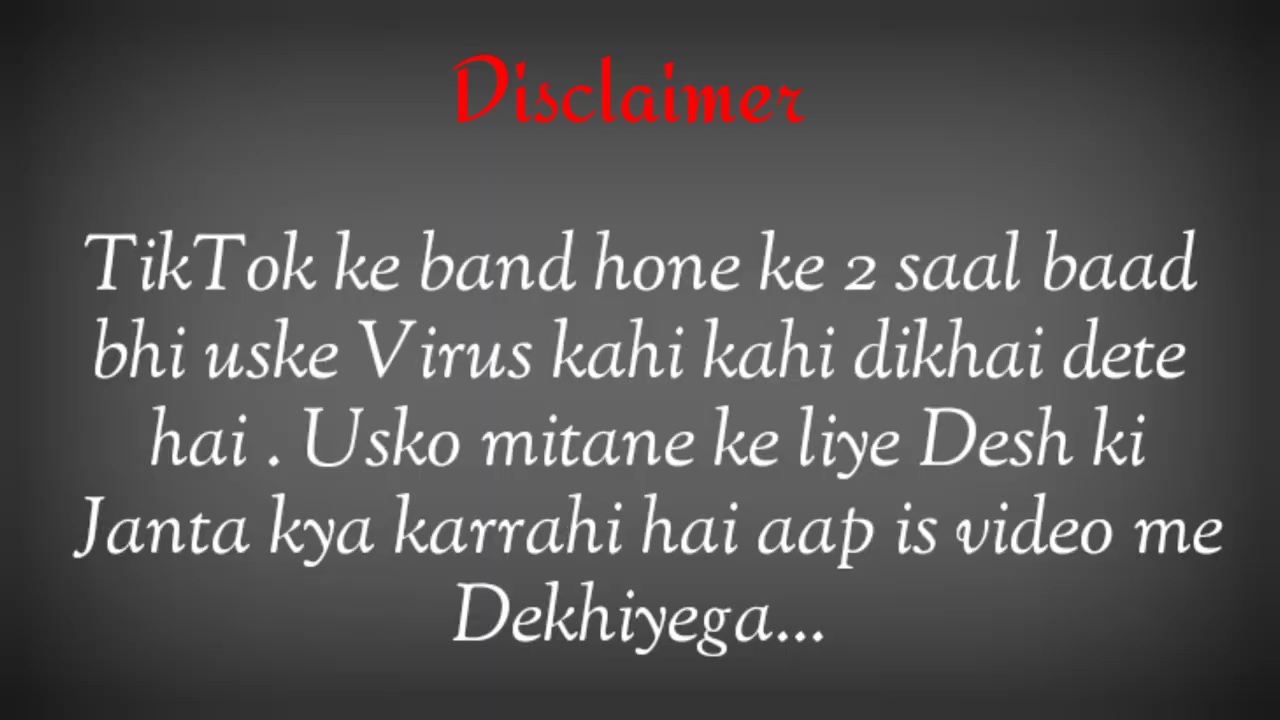 Disclaimer
TikTok ke band hone ke 2 saal baad
bhi uske Virus kahi kahi dikhai dete
hai . Usko mitane ke liye Desh ki
Janta kya karrahi hai aap is video me
Dekhiyega...